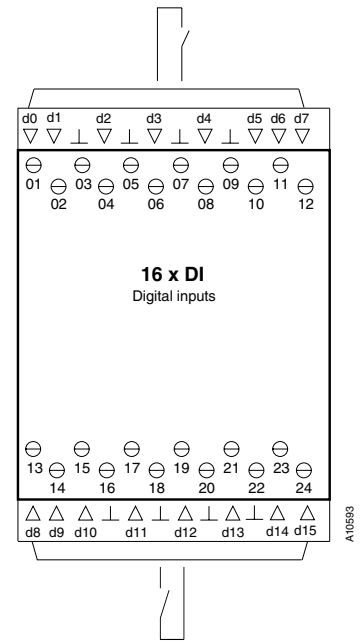 d0 d1 d2 d3 d4 d5 d6 d7
01 03 05 07 09 11
02 04 06 08 10 12
16 x DI
Digital inputs
13 15 17 19 21 23
14 16 18 20 22 24
d8 d9 d10 d11 d12 d13 d14 d15
A10593